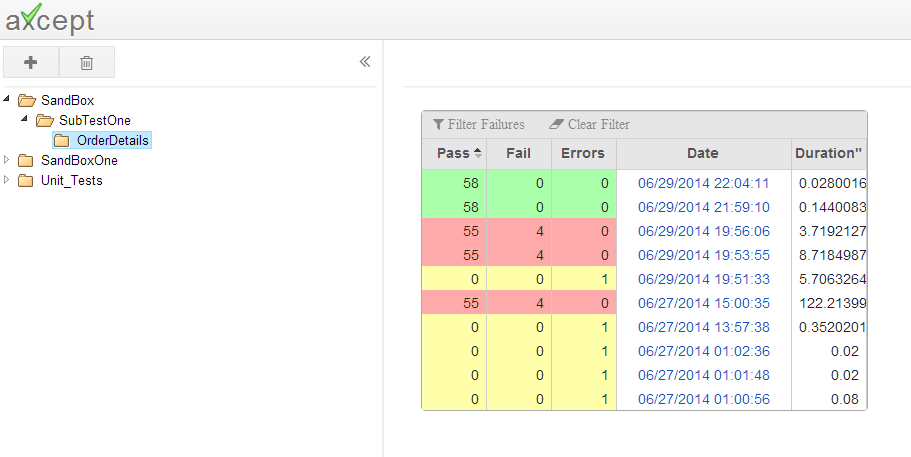 axcept
SandBox
SubTestOne
OrderDetails
SandBoxOne
Unit_Tests
Filter Failures Clear Filter
Pass Fail Errors Date Duration"
58 0 0 06/29/2014 22:04:11 0.0280016
58 0 0 06/29/2014 21:59:10 0.1440083
55 4 0 06/29/2014 19:56:06 3.7192127
55 4 0 06/29/2014 19:53:55 8.7184987
0 0 1 06/29/2014 19:51:33 5.7063264
55 4 0 06/27/2014 15:00:35 122.21399
0 0 1 06/27/2014 13:57:38 0.3520201
0 0 1 06/27/2014 01:02:36 0.02
0 0 1 06/27/2014 01:01:48 0.02
0 0 1 06/27/2014 01:00:56 0.08